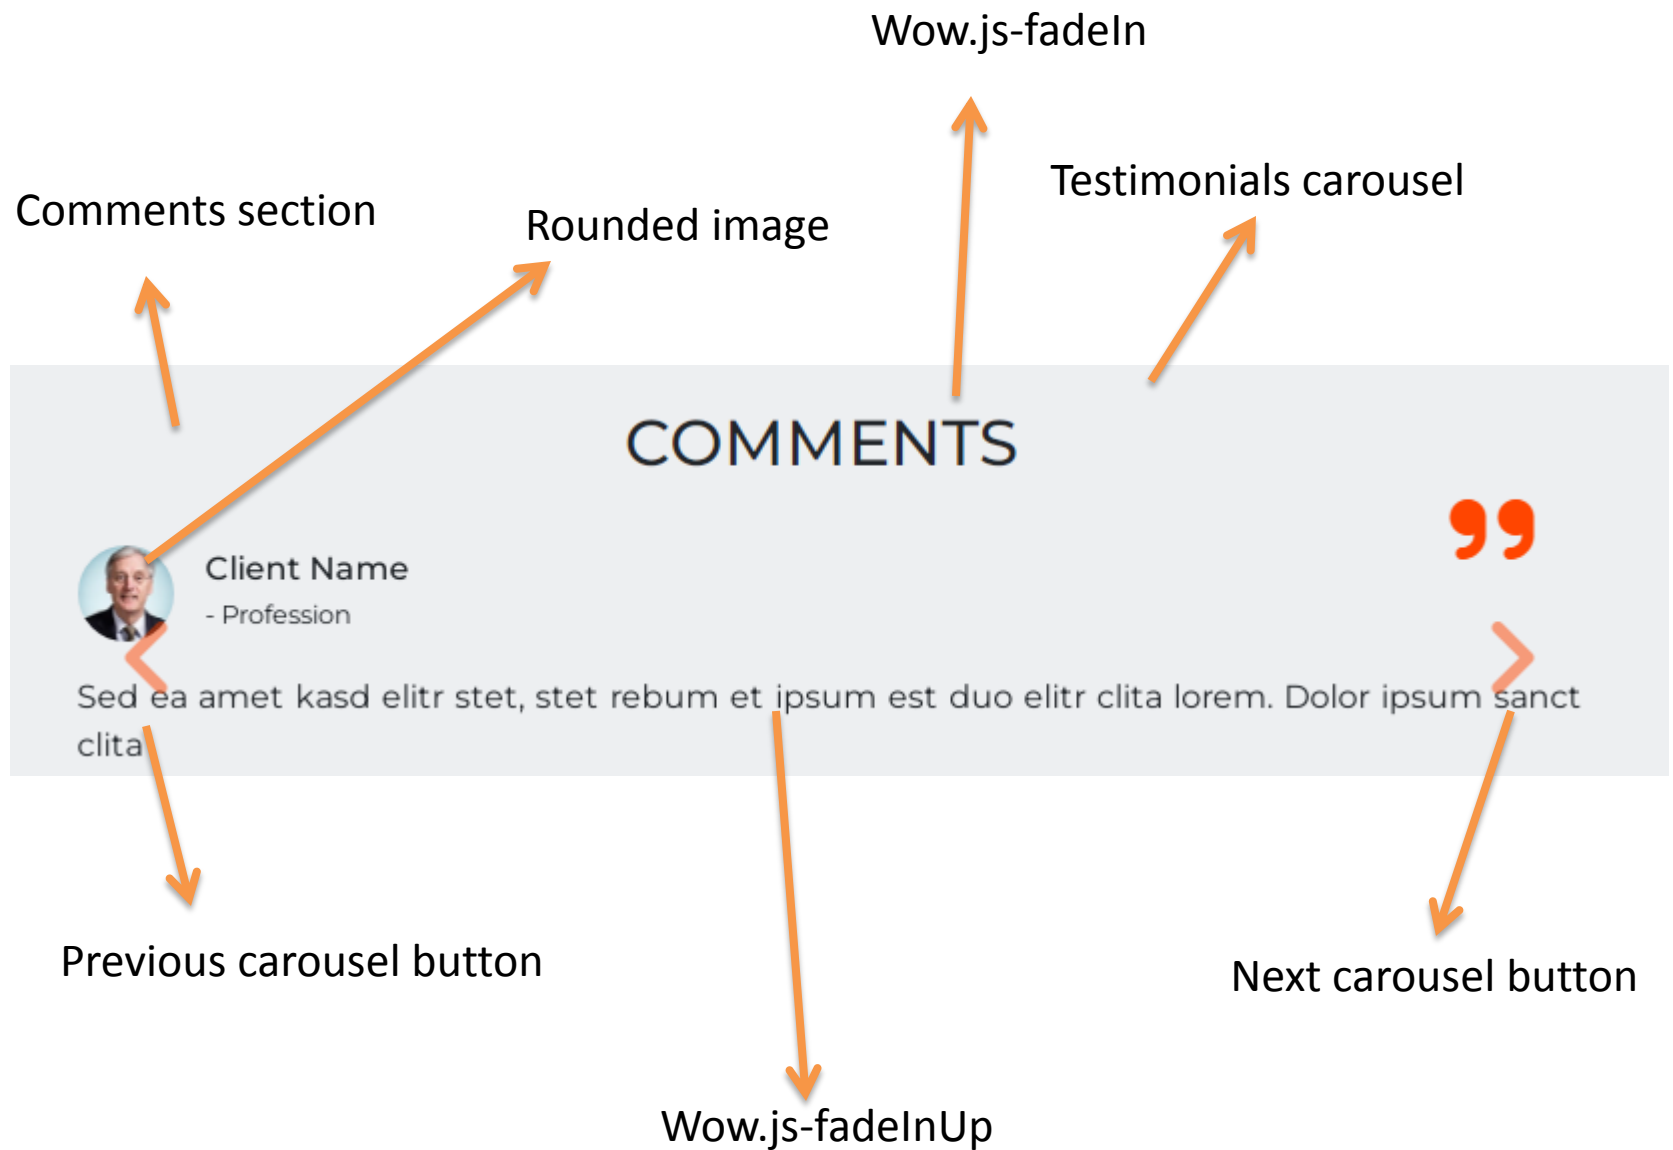 Wow.js-fadeIn
Testimonials carousel
Comments section
Rounded image
COMMENTS
”
Client Name
- Profession
Sed ea amet kasd elitr stet, stet rebum et ipsum est duo elitr clita lorem. Dolor ipsum sanct
clita
Previous carousel button
Next carousel button
Wow.js-fadeInUp